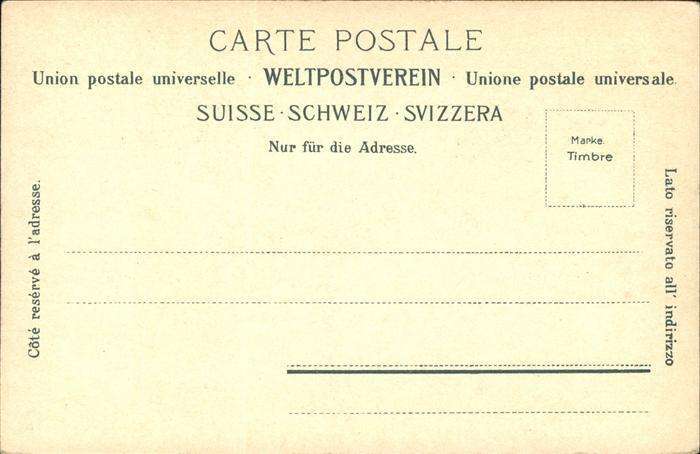 CARTE POSTALE
Union postale universelle · WELTPOSTVEREIN · Unione postale universale.
SUISSE · SCHWEIZ · SVIZZERA
Nur für die Adresse.
Marke.
Timbre
Côté resérvé à l'adresse.
Lato riservato all' indirizzo